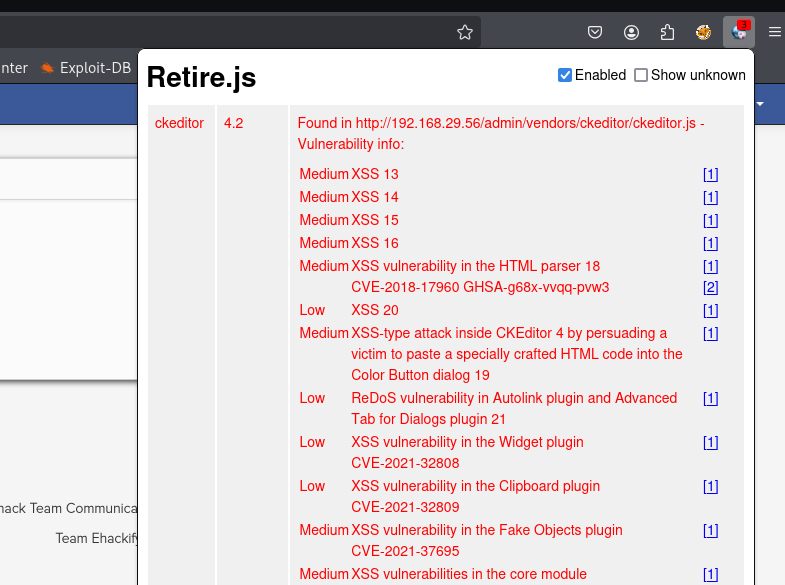 3
nter Exploit-DB
Retire.js
Enabled Show unknown
ckeditor 4.2 Found in http://192.168.29.56/admin/vendors/ckeditor/ckeditor.js -
Vulnerability info:
Medium XSS 13 [1]
Medium XSS 14 [1]
Medium XSS 15 [1]
Medium XSS 16 [1]
Medium XSS vulnerability in the HTML parser 18 [1]
CVE-2018-17960 GHSA-g68x-vvqq-pvw3 [2]
Low XSS 20 [1]
Medium XSS-type attack inside CKEditor 4 by persuading a [1]
victim to paste a specially crafted HTML code into the
Color Button dialog 19
Low ReDoS vulnerability in Autolink plugin and Advanced [1]
Tab for Dialogs plugin 21
Low XSS vulnerability in the Widget plugin [1]
CVE-2021-32808
Low XSS vulnerability in the Clipboard plugin [1]
CVE-2021-32809
Medium XSS vulnerability in the Fake Objects plugin [1]
CVE-2021-37695
Medium XSS vulnerabilities in the core module [1]
hack Team Communica
Team Ehackify